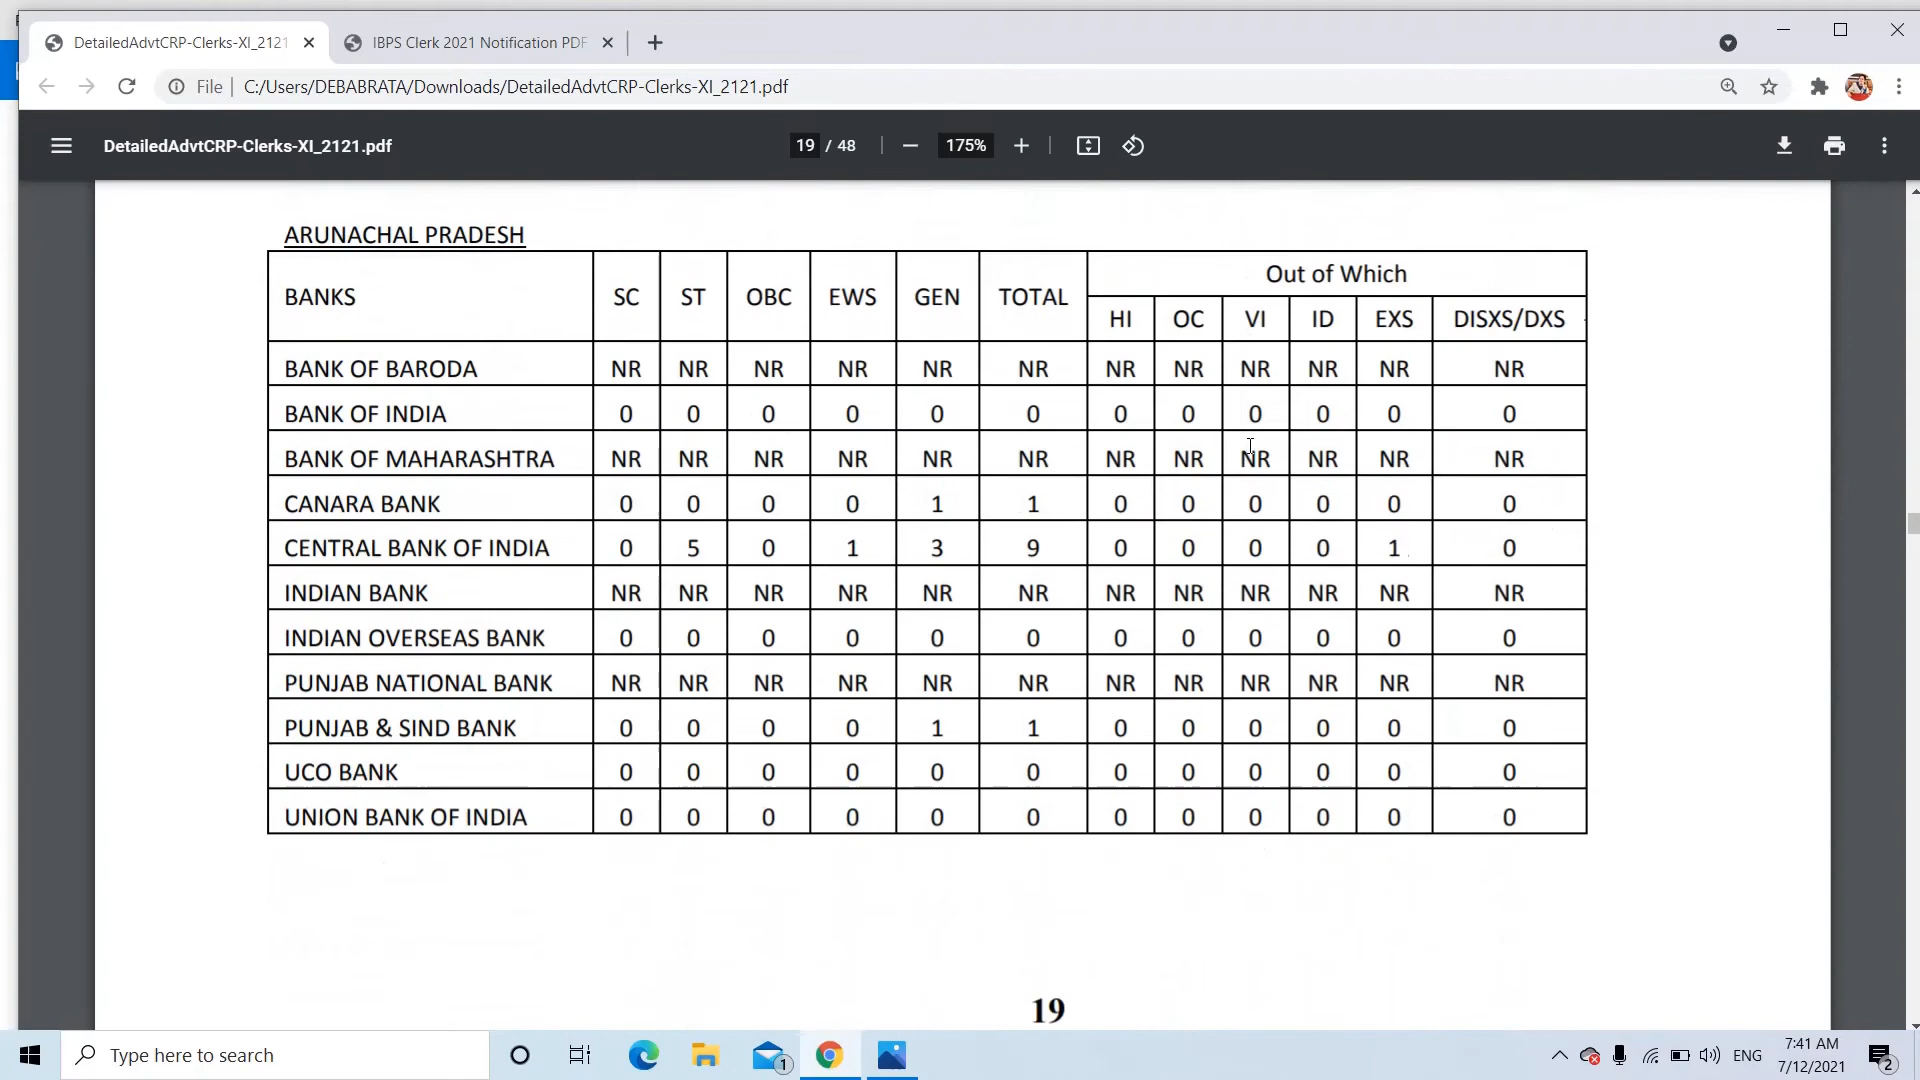 DetailedAdvtCRP-Clerks-XI_2121
IBPS Clerk 2021 Notification PDF
File
C:/Users/DEBABRATA/Downloads/DetailedAdvtCRP-Clerks-XI_2121.pdf
DetailedAdvtCRP-Clerks-XI_2121.pdf
19 / 48
175%
ARUNACHAL PRADESH
BANKS SC ST OBC EWS GEN TOTAL Out of Which
HI OC VI ID EXS DISXS/DXS
BANK OF BARODA NR NR NR NR NR NR NR NR NR NR NR NR
BANK OF INDIA 0 0 0 0 0 0 0 0 0 0 0 0
BANK OF MAHARASHTRA NR NR NR NR NR NR NR NR NR NR NR NR
CANARA BANK 0 0 0 0 1 1 0 0 0 0 0 0
CENTRAL BANK OF INDIA 0 5 0 1 3 9 0 0 0 0 1 0
INDIAN BANK NR NR NR NR NR NR NR NR NR NR NR NR
INDIAN OVERSEAS BANK 0 0 0 0 0 0 0 0 0 0 0 0
PUNJAB NATIONAL BANK NR NR NR NR NR NR NR NR NR NR NR NR
PUNJAB & SIND BANK 0 0 0 0 1 1 0 0 0 0 0 0
UCO BANK 0 0 0 0 0 0 0 0 0 0 0 0
UNION BANK OF INDIA 0 0 0 0 0 0 0 0 0 0 0 0
19
Type here to search
1
ENG
7:41 AM
7/12/2021
2